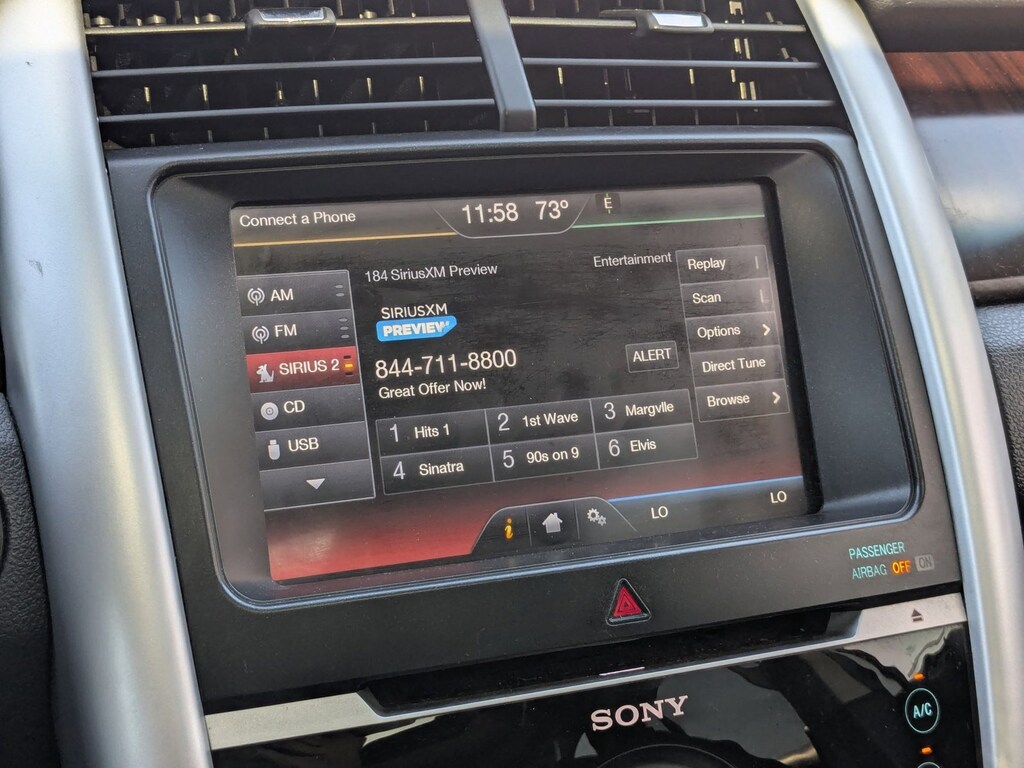 Connect a Phone
11:58 73° E
184 SiriusXM Preview
Entertainment
SIRIUSXM
PREVIEW
844-711-8800
Great Offer Now!
ALERT
AM
FM
SIRIUS 2
CD
USB
1 Hits 1
2 1st Wave
3 Margvlle
4 Sinatra
5 90s on 9
6 Elvis
Replay
Scan
Options
Direct Tune
Browse
i
LO
LO
PASSENGER
AIRBAG OFF ON
SONY
A/C